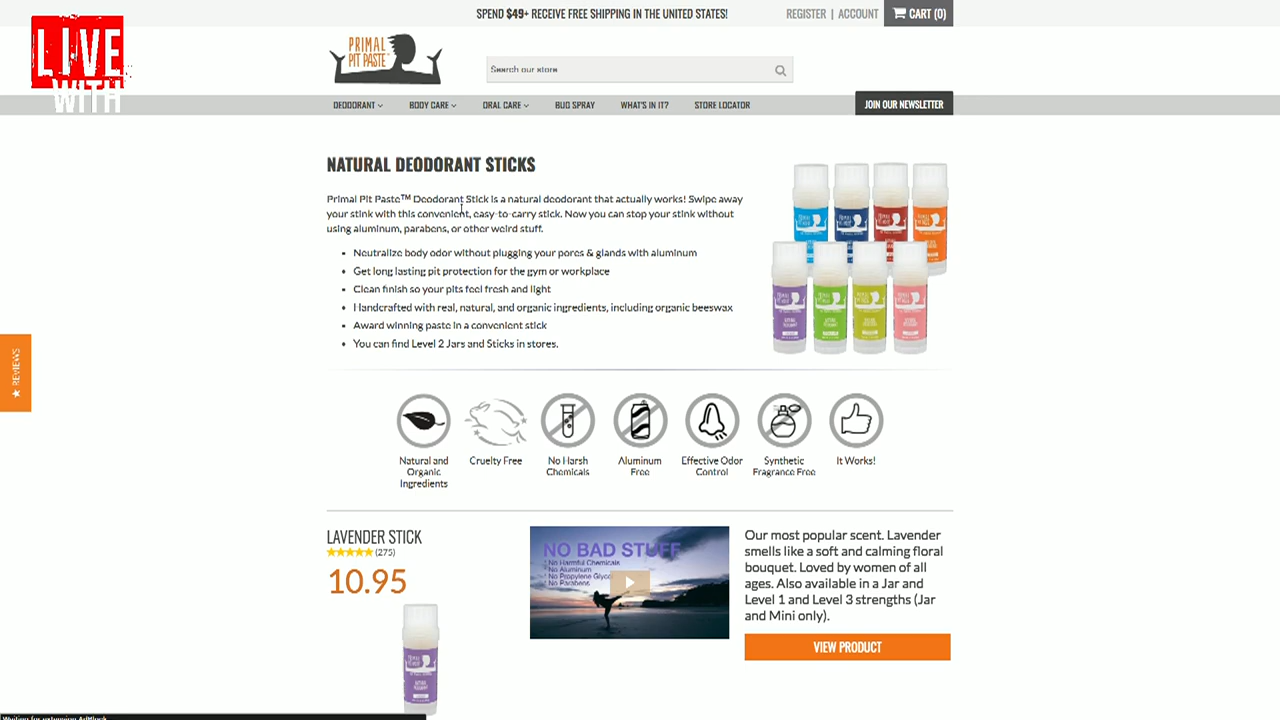 LIVE
WITH
SPEND $49+ RECEIVE FREE SHIPPING IN THE UNITED STATES!
REGISTER | ACCOUNT
CART (0)
PRIMAL
PIT PASTE
Search our store
DEODORANT
BODY CARE
ORAL CARE
BUG SPRAY
WHAT'S IN IT?
STORE LOCATOR
JOIN OUR NEWSLETTER
NATURAL DEODORANT STICKS
Primal Pit Paste™ Deodorant Stick is a natural deodorant that actually works! Swipe away
your stink with this convenient, easy-to-carry stick. Now you can stop your stink without
using aluminum, parabens, or other weird stuff.
Neutralize body odor without plugging your pores & glands with aluminum
Get long lasting pit protection for the gym or workplace
Clean finish so your pits feel fresh and light
Handcrafted with real, natural, and organic ingredients, including organic beeswax
Award winning paste in a convenient stick
You can find Level 2 Jars and Sticks in stores.
★ REVIEWS
Natural and
Organic
Ingredients
Cruelty Free
No Harsh
Chemicals
Aluminum
Free
Effective Odor
Control
Synthetic
Fragrance Free
It Works!
LAVENDER STICK
(275)
10.95
NO BAD STUFF
* No Harmful Chemicals
* No Aluminum
* No Propylene Glyco
* No Parabens
Our most popular scent. Lavender
smells like a soft and calming floral
bouquet. Loved by women of all
ages. Also available in a Jar and
Level 1 and Level 3 strengths (Jar
and Mini only).
VIEW PRODUCT
Waiting for extension AdBlock